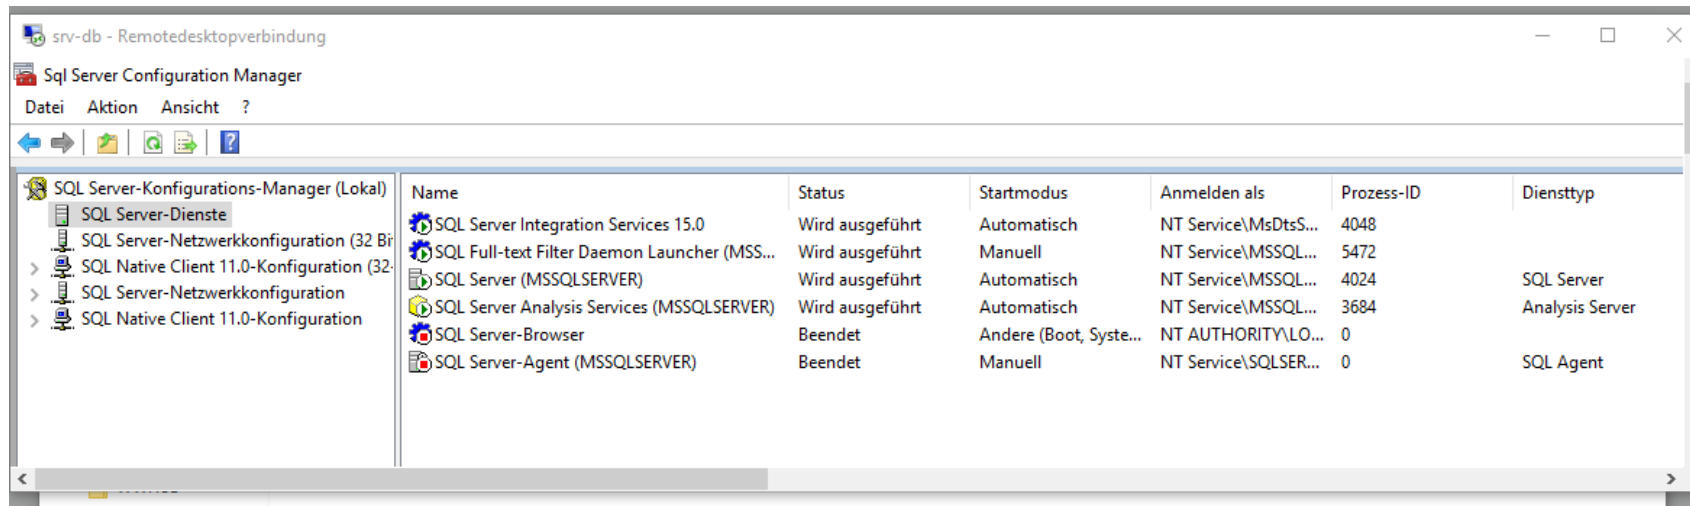 srv-db - Remotedesktopverbindung
Sql Server Configuration Manager
Datei Aktion Ansicht ?
SQL Server-Konfigurations-Manager (Lokal)
SQL Server-Dienste
SQL Server-Netzwerkkonfiguration (32 Bi
SQL Native Client 11.0-Konfiguration (32-
SQL Server-Netzwerkkonfiguration
SQL Native Client 11.0-Konfiguration
Name Status Startmodus Anmelden als Prozess-ID Diensttyp
SQL Server Integration Services 15.0 Wird ausgeführt Automatisch NT Service\MsDtsS... 4048
SQL Full-text Filter Daemon Launcher (MSS... Wird ausgeführt Manuell NT Service\MSSQL... 5472
SQL Server (MSSQLSERVER) Wird ausgeführt Automatisch NT Service\MSSQL... 4024 SQL Server
SQL Server Analysis Services (MSSQLSERVER) Wird ausgeführt Automatisch NT Service\MSSQL... 3684 Analysis Server
SQL Server-Browser Beendet Andere (Boot, Syste... NT AUTHORITY\LO... 0
SQL Server-Agent (MSSQLSERVER) Beendet Manuell NT Service\SQLSER... 0 SQL Agent